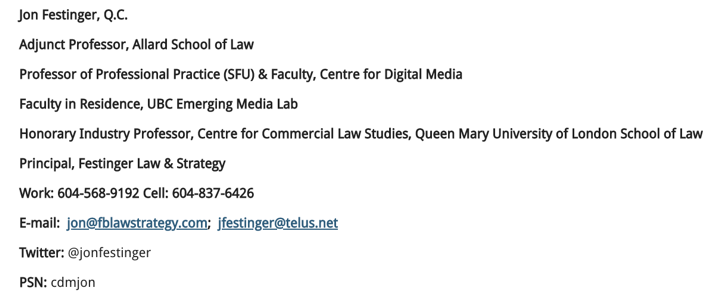 Jon Festinger, Q.C.
Adjunct Professor, Allard School of Law
Professor of Professional Practice (SFU) & Faculty, Centre for Digital Media
Faculty in Residence, UBC Emerging Media Lab
Honorary Industry Professor, Centre for Commercial Law Studies, Queen Mary University of London School of Law
Principal, Festinger Law & Strategy
Work: 604-568-9192 Cell: 604-837-6426
E-mail: jon@fblawstrategy.com; jfestinger@telus.net
Twitter: @jonfestinger
PSN: cdmjon